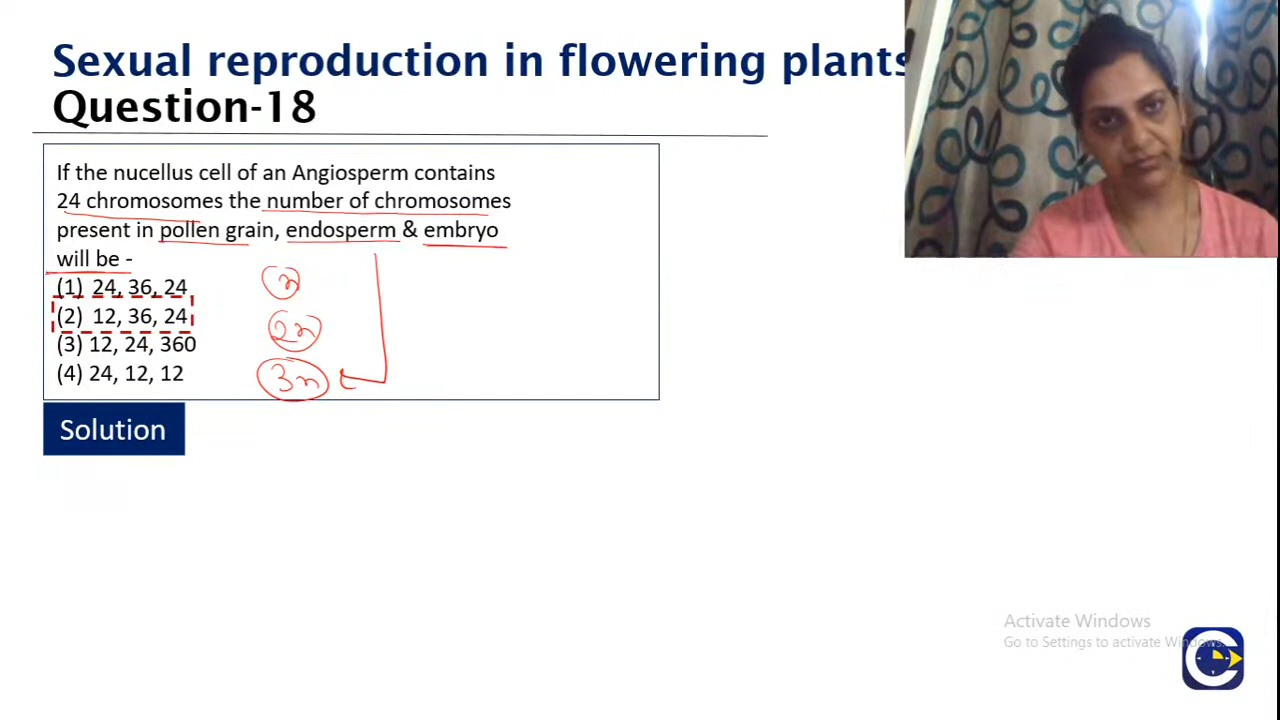 Sexual reproduction in flowering plants
Question-18
If the nucellus cell of an Angiosperm contains
24 chromosomes the number of chromosomes
present in pollen grain, endosperm & embryo
will be -
(1) 24, 36, 24
(2) 12, 36, 24
(3) 12, 24, 360
(4) 24, 12, 12
n
2n
3n
Solution
Activate Windows
Go to Settings to activate Windows.